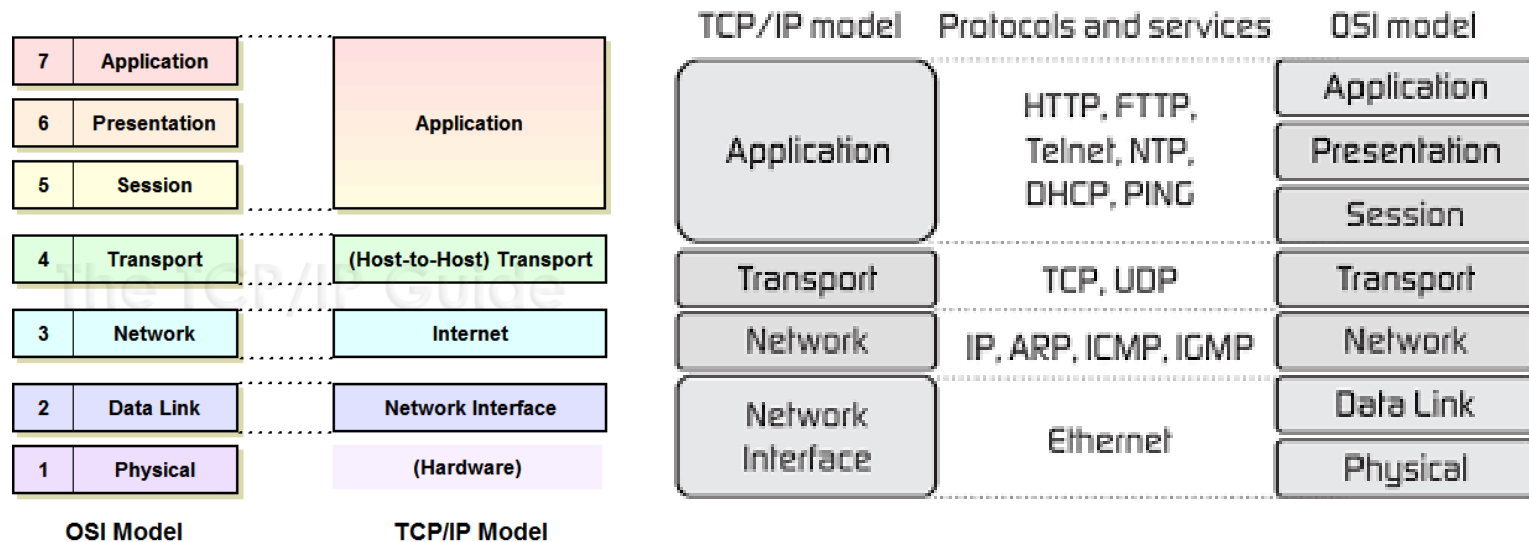 7 Application
6 Presentation
5 Session
4 Transport
3 Network
2 Data Link
1 Physical
OSI Model
Application
(Host-to-Host) Transport
Internet
Network Interface
(Hardware)
TCP/IP Model
The TCP/IP Guide
TCP/IP model
Application
Transport
Network
Network
Interface
Protocols and services
HTTP, FTTP,
Telnet, NTP,
DHCP, PING
TCP, UDP
IP, ARP, ICMP, IGMP
Ethernet
OSI model
Application
Presentation
Session
Transport
Network
Data Link
Physical